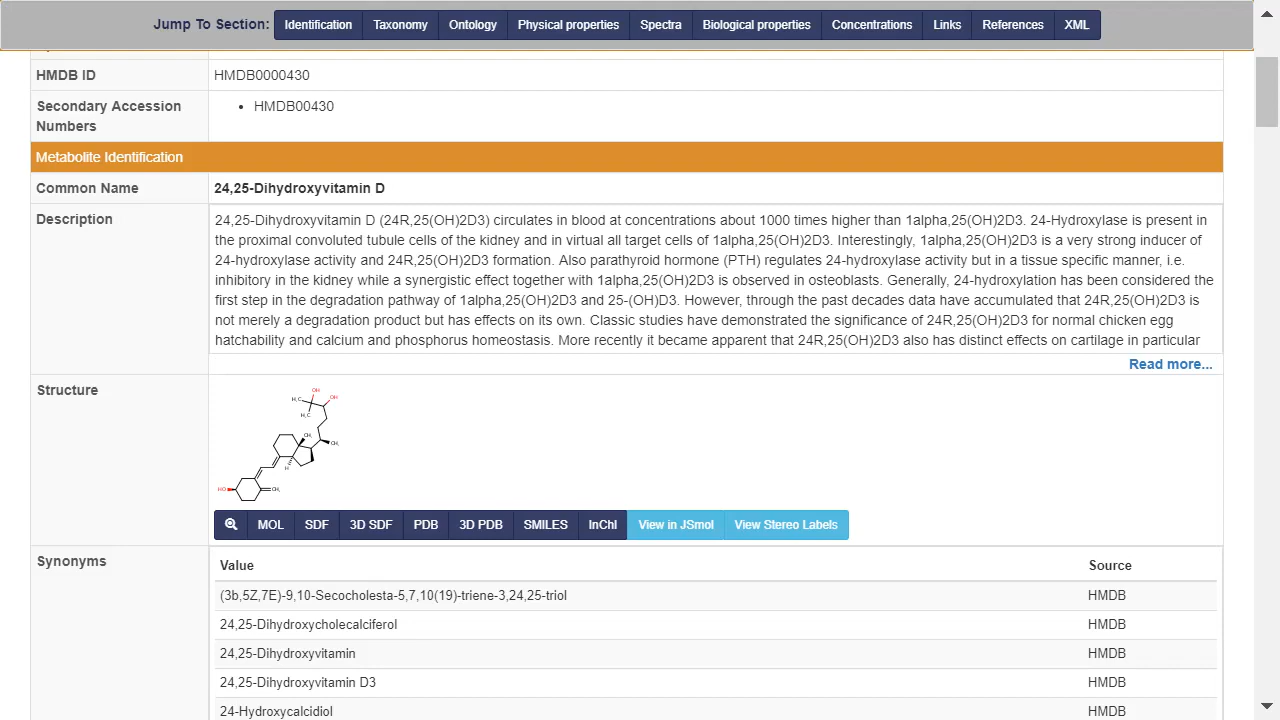 Jump To Section: Identification Taxonomy Ontology Physical properties Spectra Biological properties Concentrations Links References XML
HMDB ID HMDB0000430
Secondary Accession Numbers • HMDB00430
Metabolite Identification
Common Name 24,25-Dihydroxyvitamin D
Description
24,25-Dihydroxyvitamin D (24R,25(OH)2D3) circulates in blood at concentrations about 1000 times higher than 1alpha,25(OH)2D3. 24-Hydroxylase is present in
the proximal convoluted tubule cells of the kidney and in virtual all target cells of 1alpha,25(OH)2D3. Interestingly, 1alpha,25(OH)2D3 is a very strong inducer of
24-hydroxylase activity and 24R,25(OH)2D3 formation. Also parathyroid hormone (PTH) regulates 24-hydroxylase activity but in a tissue specific manner, i.e.
inhibitory in the kidney while a synergistic effect together with 1alpha,25(OH)2D3 is observed in osteoblasts. Generally, 24-hydroxylation has been considered the
first step in the degradation pathway of 1alpha,25(OH)2D3 and 25-(OH)D3. However, through the past decades data have accumulated that 24R,25(OH)2D3 is
not merely a degradation product but has effects on its own. Classic studies have demonstrated the significance of 24R,25(OH)2D3 for normal chicken egg
hatchability and calcium and phosphorus homeostasis. More recently it became apparent that 24R,25(OH)2D3 also has distinct effects on cartilage in particular
Read more...
Structure
OH
H₃C OH
H₃C
CH₃
CH₃
H
HO CH₂
MOL SDF 3D SDF PDB 3D PDB SMILES InChI View in JSmol View Stereo Labels
Synonyms
Value Source
(3b,5Z,7E)-9,10-Secocholesta-5,7,10(19)-triene-3,24,25-triol HMDB
24,25-Dihydroxycholecalciferol HMDB
24,25-Dihydroxyvitamin HMDB
24,25-Dihydroxyvitamin D3 HMDB
24-Hydroxycalcidiol HMDB